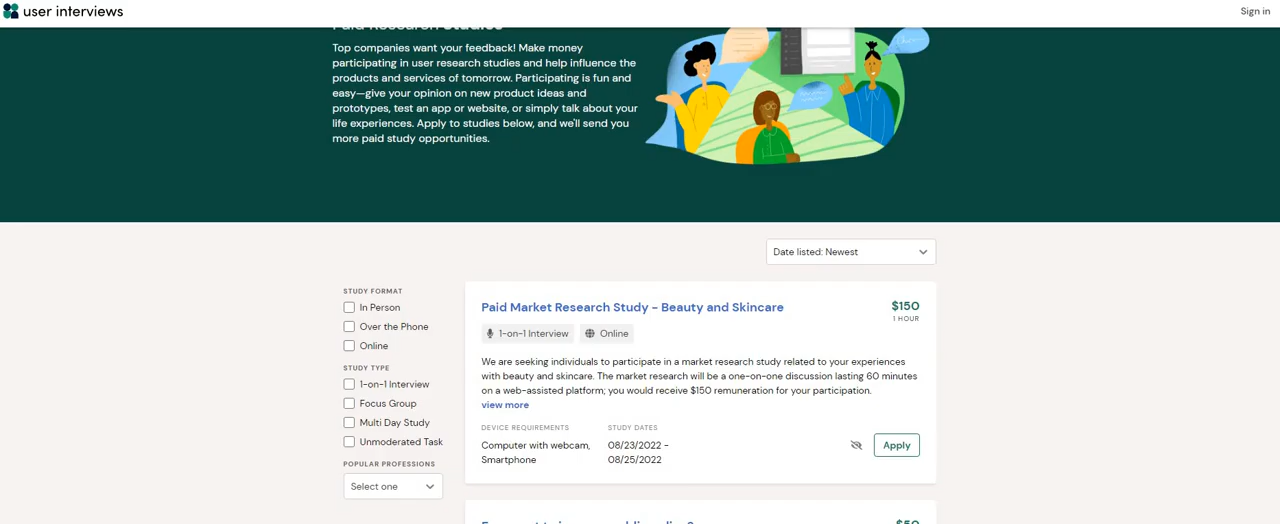 user interviews
Sign in
Paid Research Studies
Top companies want your feedback! Make money
participating in user research studies and help influence the
products and services of tomorrow. Participating is fun and
easy—give your opinion on new product ideas and
prototypes, test an app or website, or simply talk about your
life experiences. Apply to studies below, and we'll send you
more paid study opportunities.
Date listed: Newest
STUDY FORMAT
In Person
Over the Phone
Online
STUDY TYPE
1-on-1 Interview
Focus Group
Multi Day Study
Unmoderated Task
POPULAR PROFESSIONS
Select one
Paid Market Research Study - Beauty and Skincare
$150
1 HOUR
1-on-1 Interview
Online
We are seeking individuals to participate in a market research study related to your experiences
with beauty and skincare. The market research will be a one-on-one discussion lasting 60 minutes
on a web-assisted platform; you would receive $150 remuneration for your participation.
view more
DEVICE REQUIREMENTS
Computer with webcam,
Smartphone
STUDY DATES
08/23/2022 -
08/25/2022
Apply
$50